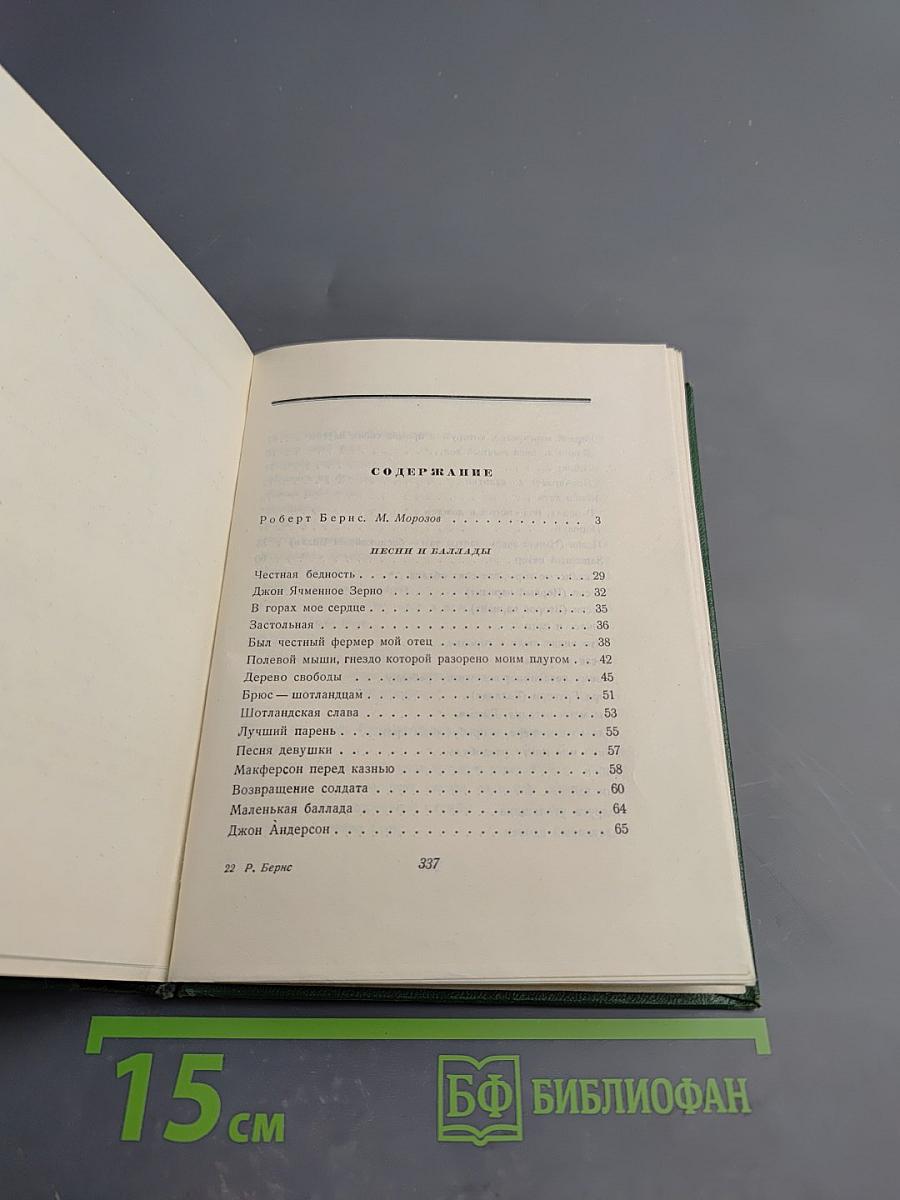 СОДЕРЖАНИЕ
Роберт Бернс. М. Морозов . . . . . . . . . . . . 3
ПЕСНИ И БАЛЛАДЫ
Честная бедность . . . . . . . . . . . . . . . . . . . . 29
Джон Ячменное Зерно . . . . . . . . . . . . . . . . . 32
В горах мое сердце . . . . . . . . . . . . . . . . . . . 35
Застольная . . . . . . . . . . . . . . . . . . . . . . . 36
Был честный фермер мой отец . . . . . . . . . . . . . 38
Полевой мыши, гнездо которой разорено моим плугом . . 42
Дерево свободы . . . . . . . . . . . . . . . . . . . . 45
Брюс — шотландцам . . . . . . . . . . . . . . . . . . 51
Шотландская слава . . . . . . . . . . . . . . . . . . 53
Лучший парень . . . . . . . . . . . . . . . . . . . . 55
Песня девушки . . . . . . . . . . . . . . . . . . . . 57
Макферсон перед казнью . . . . . . . . . . . . . . . 58
Возвращение солдата . . . . . . . . . . . . . . . . . 60
Маленькая баллада . . . . . . . . . . . . . . . . . . 64
Джон Андерсон . . . . . . . . . . . . . . . . . . . . 65
22 Р. Бернс 337
15 см БФ БИБЛИОФАН